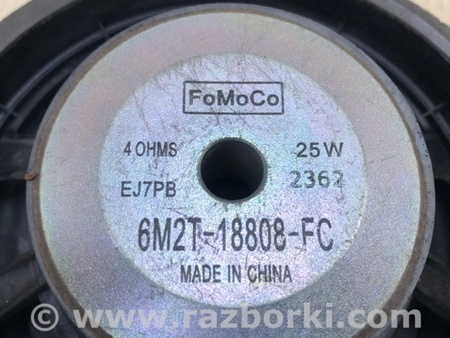 FoMoCo
4 OHMS 25W
EJ7PB 2362
6M2T-18808-FC
MADE IN CHINA
www.razborki.com